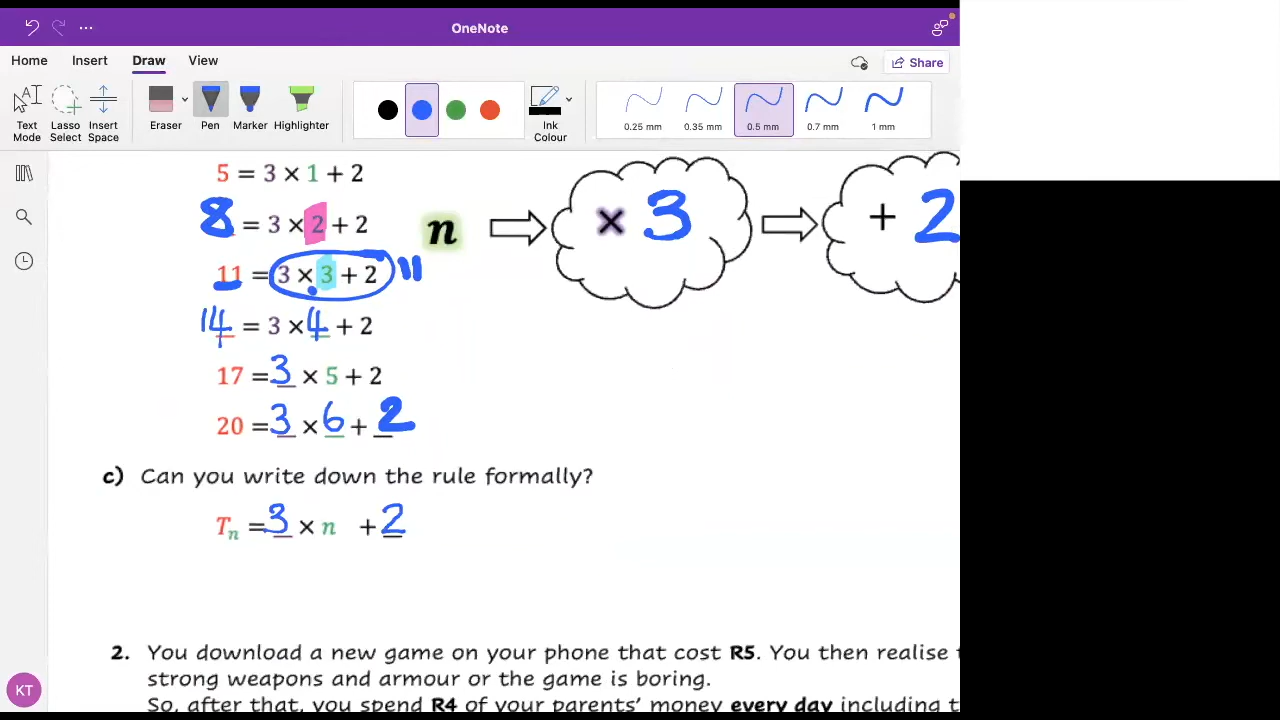 OneNote
Home Insert Draw View Share
Text Mode Lasso Select Insert Space Eraser Pen Marker Highlighter Ink Colour 0.25 mm 0.35 mm 0.5 mm 0.7 mm 1 mm
5 = 3 × 1 + 2
8 = 3 × 2 + 2
n × 3 + 2
11 = 3 × 3 + 2 11
14 = 3 × 4 + 2
17 = 3 × 5 + 2
20 = 3 × 6 + 2
c) Can you write down the rule formally?
Tn = 3 × n + 2
2. You download a new game on your phone that cost R5. You then realise
strong weapons and armour or the game is boring.
So, after that, you spend R4 of your parents' money every day including
KT